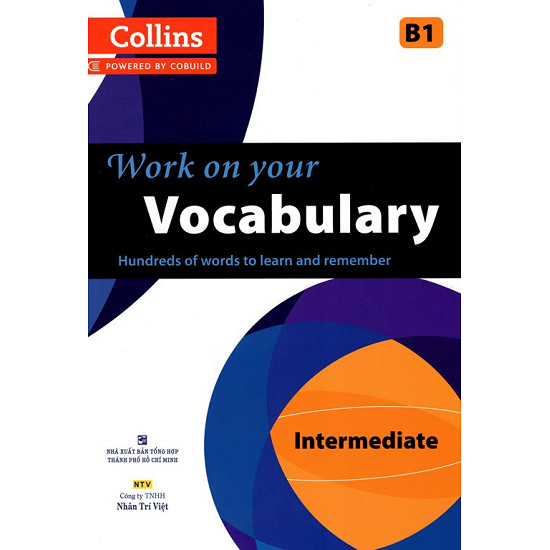 Collins
POWERED BY COBUILD
B1
Work on your
Vocabulary
Hundreds of words to learn and remember
Intermediate
NHÀ XUẤT BẢN TỔNG HỢP
THÀNH PHỐ HỒ CHÍ MINH
NTV
Công ty TNHH
Nhân Trí Việt